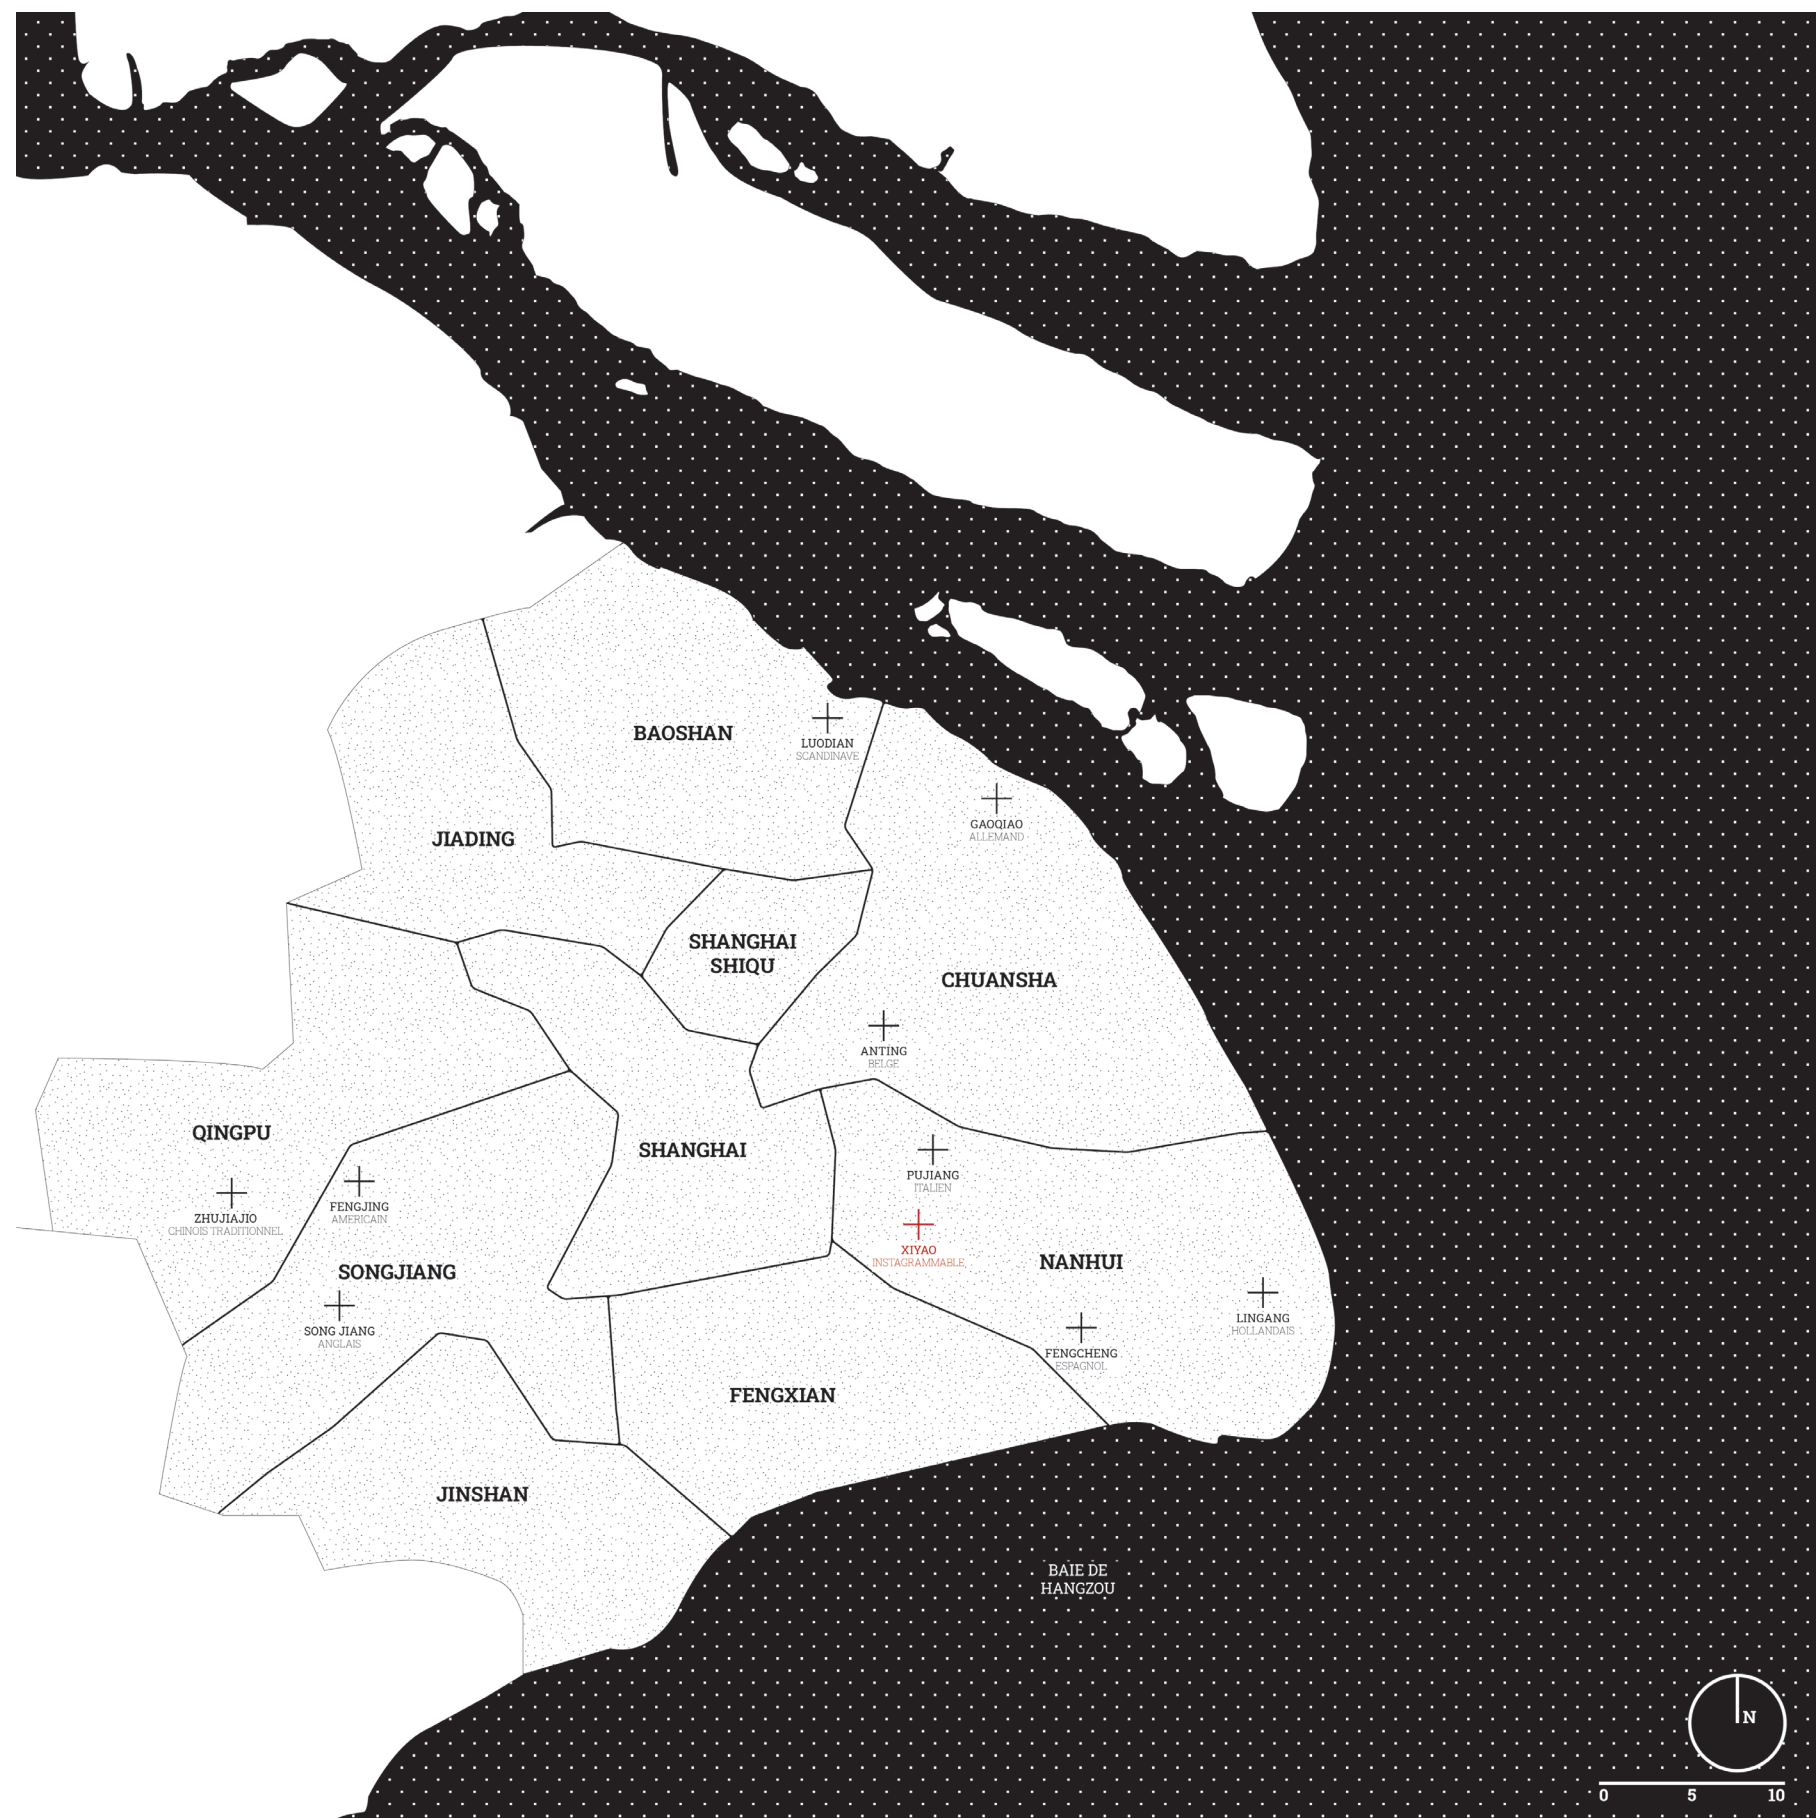 BAOSHAN
LUODIAN
SCANDINAVE
GAOQIAO
ALLEMAND
JIADING
SHANGHAI
SHIQU
CHUANSHA
ANTING
BELGE
QINGPU
SHANGHAI
PUJIANG
ITALIEN
FENGJING
AMERICAIN
ZHUJIAJIO
CHINOIS TRADITIONNEL
XIYAO
INSTAGRAMMABLE
NANHUI
SONGJIANG
SONG JIANG
ANGLAIS
LINGANG
HOLLANDAIS
FENGCHENG
ESPAGNOL
FENGXIAN
JINSHAN
BAIE DE
HANGZOU
N
0 5 10